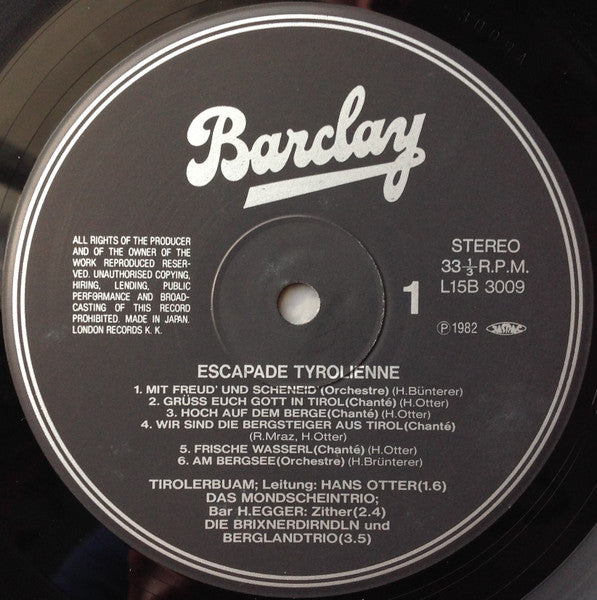 Barclay
ALL RIGHTS OF THE PRODUCER
AND OF THE OWNER OF THE
WORK REPRODUCED RESER-
VED. UNAUTHORISED COPYING,
HIRING, LENDING, PUBLIC
PERFORMANCE AND BROAD-
CASTING OF THIS RECORD
PROHIBITED. MADE IN JAPAN.
LONDON RECORDS K. K.
STEREO
33 1/3 R.P.M.
L15B 3009
1
Ⓟ 1982
ESCAPADE TYROLIENNE
1. MIT FREUD' UND SCHENEID'(Orchestre) (H.Bünterer)
2. GRÜSS EUCH GOTT IN TIROL(Chanté) (H.Otter)
3. HOCH AUF DEM BERGE(Chanté) (H.Otter)
4. WIR SIND DIE BERGSTEIGER AUS TIROL(Chanté)
(R.Mraz, H.Otter)
5. FRISCHE WASSERL(Chanté) (H.Otter)
6. AM BERGSEE(Orchestre) (H.Brünterer)
TIROLERBUAM; Leitung: HANS OTTER(1.6)
DAS MONDSCHEINTRIO;
Bar H.EGGER: Zither(2.4)
DIE BRIXNERDIRNDLN und
BERGLANDTRIO(3.5)